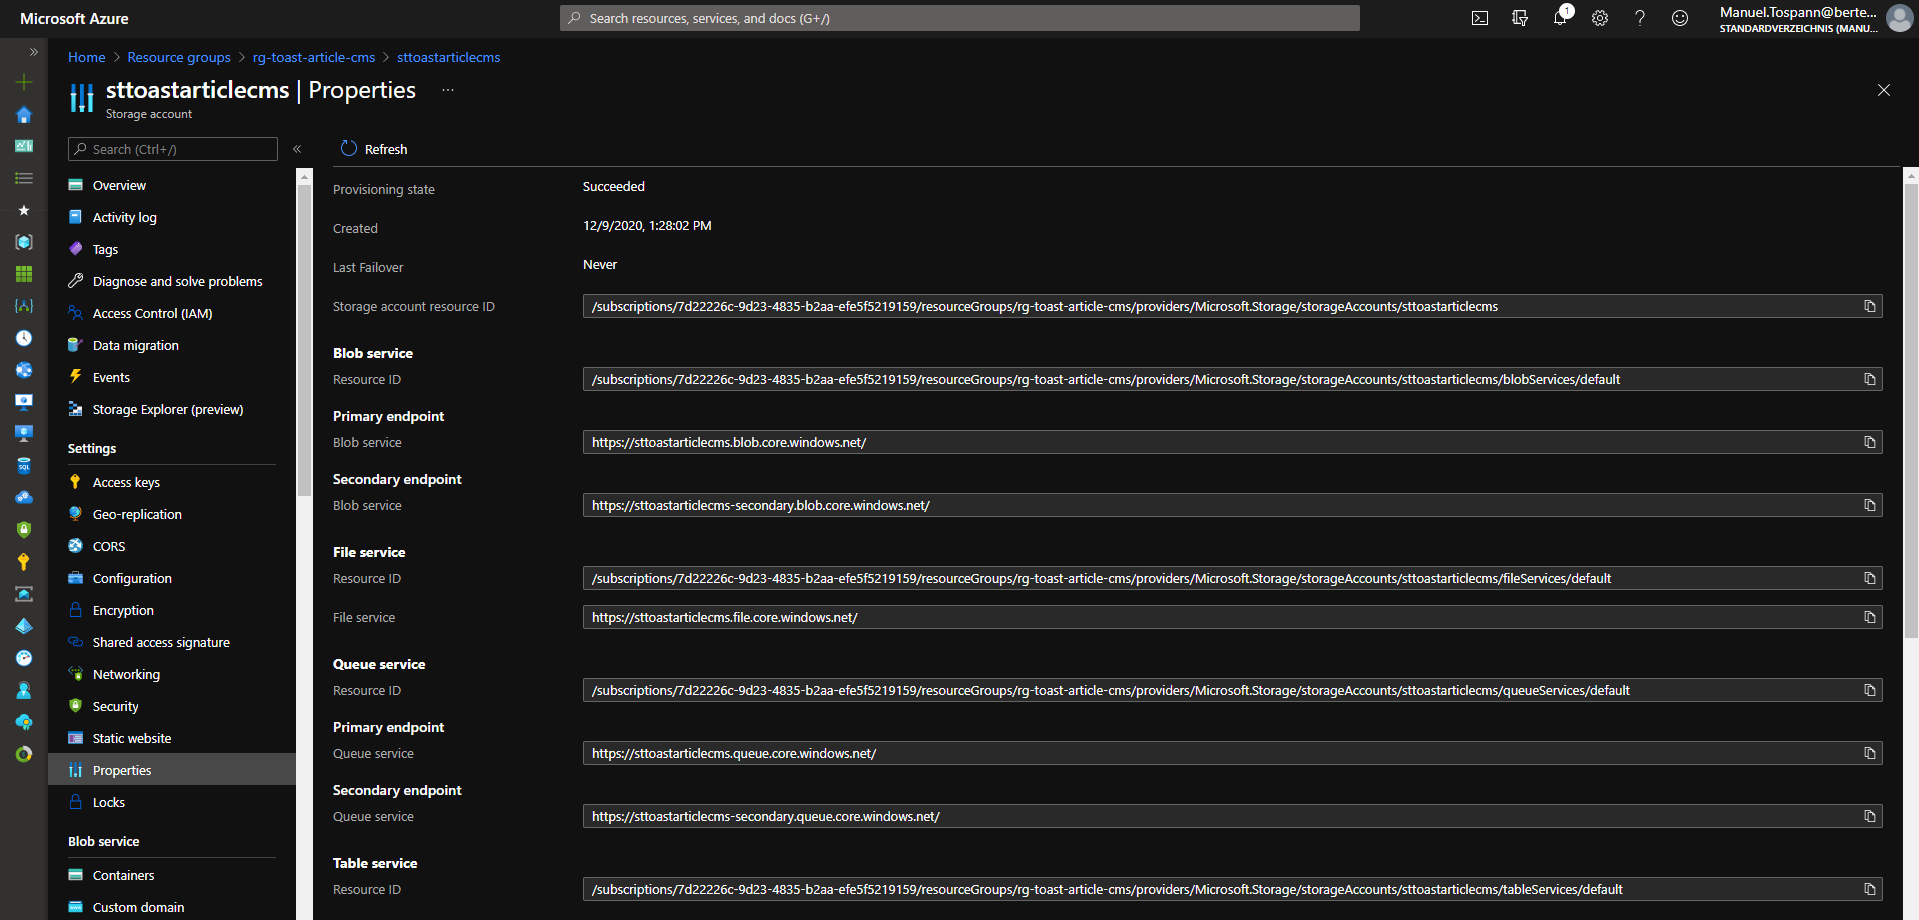 Microsoft Azure
Search resources, services, and docs (G+/)
1
Manuel.Tospann@berte...
STANDARDVERZEICHNIS (MANU...
Home > Resource groups > rg-toast-article-cms > sttoastarticlecms
sttoastarticlecms | Properties ...
Storage account
Search (Ctrl+/)
Overview
Activity log
Tags
Diagnose and solve problems
Access Control (IAM)
Data migration
Events
Storage Explorer (preview)
Settings
Access keys
Geo-replication
CORS
Configuration
Encryption
Shared access signature
Networking
Security
Static website
Properties
Locks
Blob service
Containers
Custom domain
Refresh
Provisioning state
Succeeded
Created
12/9/2020, 1:28:02 PM
Last Failover
Never
Storage account resource ID
/subscriptions/7d22226c-9d23-4835-b2aa-efe5f5219159/resourceGroups/rg-toast-article-cms/providers/Microsoft.Storage/storageAccounts/sttoastarticlecms
Blob service
Resource ID
/subscriptions/7d22226c-9d23-4835-b2aa-efe5f5219159/resourceGroups/rg-toast-article-cms/providers/Microsoft.Storage/storageAccounts/sttoastarticlecms/blobServices/default
Primary endpoint
Blob service
https://sttoastarticlecms.blob.core.windows.net/
Secondary endpoint
Blob service
https://sttoastarticlecms-secondary.blob.core.windows.net/
File service
Resource ID
/subscriptions/7d22226c-9d23-4835-b2aa-efe5f5219159/resourceGroups/rg-toast-article-cms/providers/Microsoft.Storage/storageAccounts/sttoastarticlecms/fileServices/default
File service
https://sttoastarticlecms.file.core.windows.net/
Queue service
Resource ID
/subscriptions/7d22226c-9d23-4835-b2aa-efe5f5219159/resourceGroups/rg-toast-article-cms/providers/Microsoft.Storage/storageAccounts/sttoastarticlecms/queueServices/default
Primary endpoint
Queue service
https://sttoastarticlecms.queue.core.windows.net/
Secondary endpoint
Queue service
https://sttoastarticlecms-secondary.queue.core.windows.net/
Table service
Resource ID
/subscriptions/7d22226c-9d23-4835-b2aa-efe5f5219159/resourceGroups/rg-toast-article-cms/providers/Microsoft.Storage/storageAccounts/sttoastarticlecms/tableServices/default